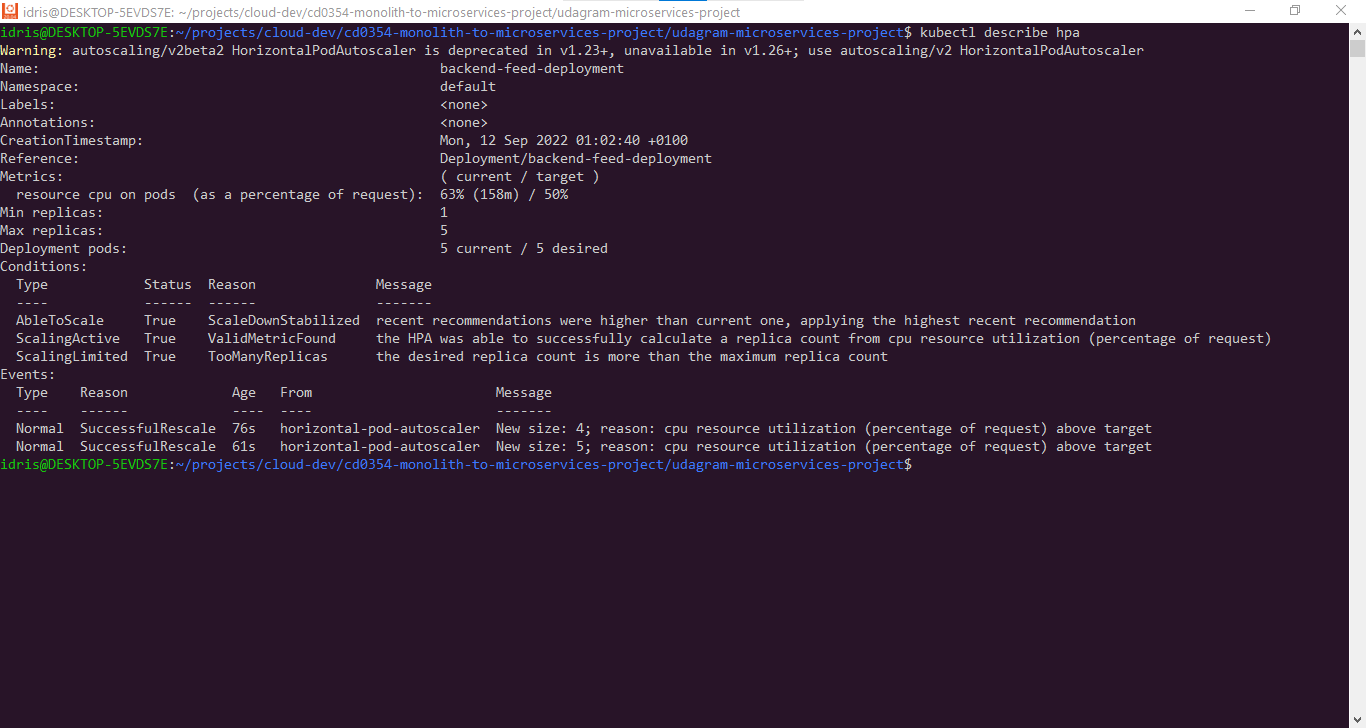 idris@DESKTOP-5EVDS7E: ~/projects/cloud-dev/cd0354-monolith-to-microservices-project/udagram-microservices-project
idris@DESKTOP-5EVDS7E:~/projects/cloud-dev/cd0354-monolith-to-microservices-project/udagram-microservices-project$ kubectl describe hpa
Warning: autoscaling/v2beta2 HorizontalPodAutoscaler is deprecated in v1.23+, unavailable in v1.26+; use autoscaling/v2 HorizontalPodAutoscaler
Name:                                                  backend-feed-deployment
Namespace:                                             default
Labels:                                                <none>
Annotations:                                           <none>
CreationTimestamp:                                     Mon, 12 Sep 2022 01:02:40 +0100
Reference:                                             Deployment/backend-feed-deployment
Metrics:                                               ( current / target )
  resource cpu on pods  (as a percentage of request):  63% (158m) / 50%
Min replicas:                                          1
Max replicas:                                          5
Deployment pods:                                       5 current / 5 desired
Conditions:
  Type            Status  Reason               Message
  ----            ------  ------               -------
  AbleToScale     True    ScaleDownStabilized  recent recommendations were higher than current one, applying the highest recent recommendation
  ScalingActive   True    ValidMetricFound     the HPA was able to successfully calculate a replica count from cpu resource utilization (percentage of request)
  ScalingLimited  True    TooManyReplicas      the desired replica count is more than the maximum replica count
Events:
  Type    Reason             Age   From                       Message
  ----    ------             ----  ----                       -------
  Normal  SuccessfulRescale  76s   horizontal-pod-autoscaler  New size: 4; reason: cpu resource utilization (percentage of request) above target
  Normal  SuccessfulRescale  61s   horizontal-pod-autoscaler  New size: 5; reason: cpu resource utilization (percentage of request) above target
idris@DESKTOP-5EVDS7E:~/projects/cloud-dev/cd0354-monolith-to-microservices-project/udagram-microservices-project$